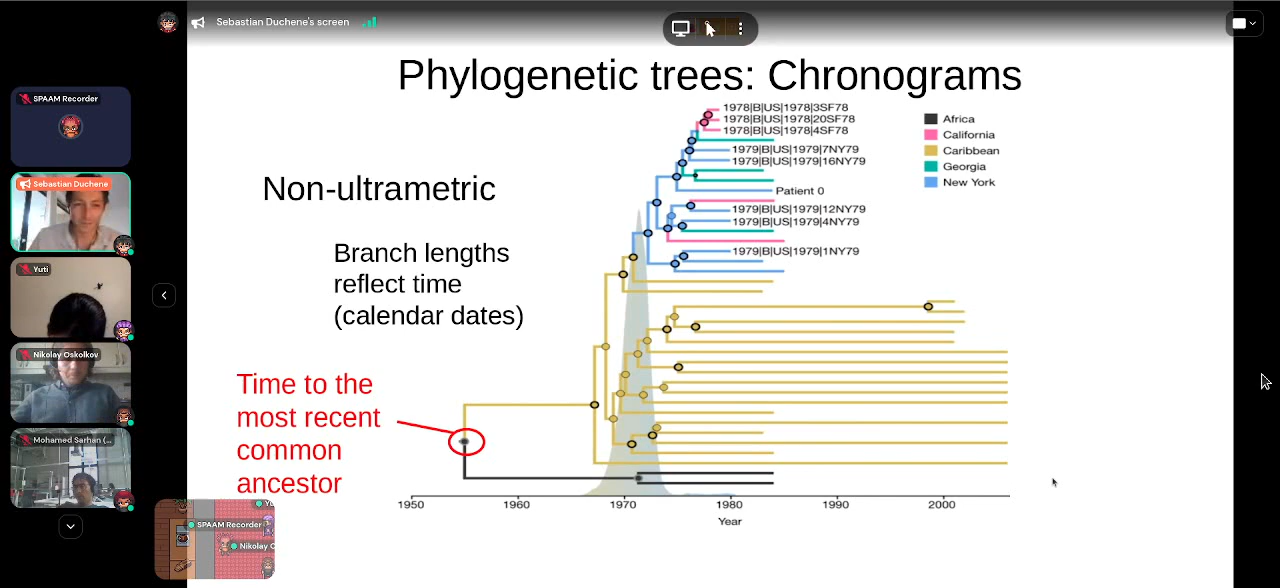 Sebastian Duchene's screen
SPAAM Recorder
Sebastian Duchene
Yuti
Nikolay Oskolkov
Mohamed Sarhan (...
SPAAM Recorder
Nikolay O
Phylogenetic trees: Chronograms
Non-ultrametric
Branch lengths
reflect time
(calendar dates)
Time to the
most recent
common
ancestor
1978|B|US|1978|3SF78
1978|B|US|1978|20SF78
1978|B|US|1978|4SF78
1979|B|US|1979|7NY79
1979|B|US|1979|16NY79
Patient 0
1979|B|US|1979|12NY79
1979|B|US|1979|4NY79
1979|B|US|1979|1NY79
Africa
California
Caribbean
Georgia
New York
1950 1960 1970 1980 1990 2000
Year